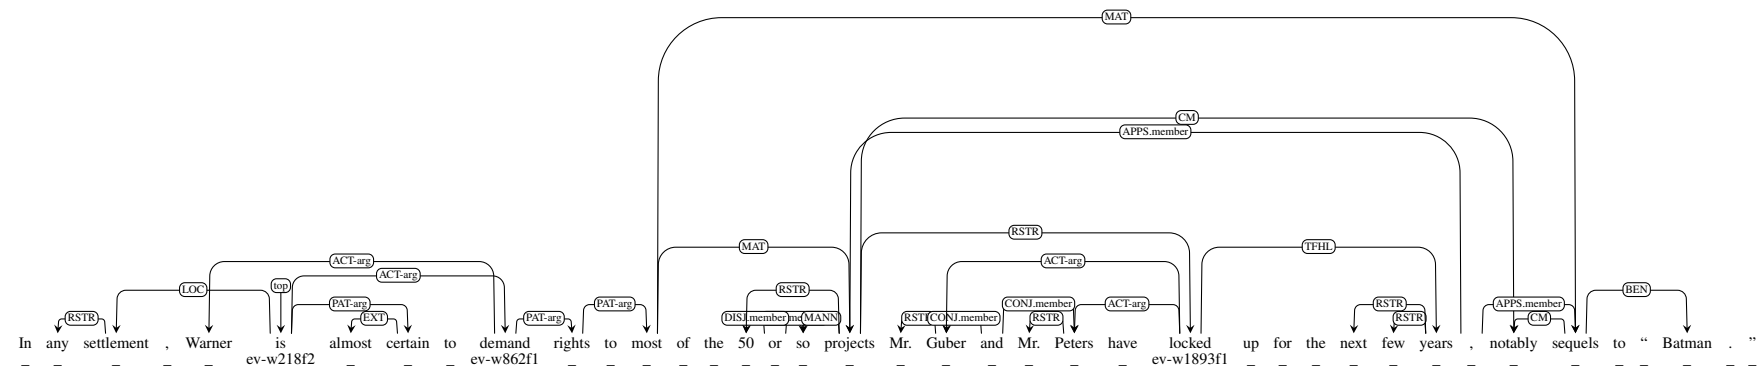 MAT
CM
APPS.member
RSTR
MAT TFHL
ACT-arg ACT-arg
ACT-arg
LOC top RSTR BEN
PAT-arg PAT-arg CONJ.member ACT-arg RSTR APPS.member
RSTR EXT PAT-arg DISJ.member MANN CONJ.member RSTR RSTR CM
In any settlement , Warner is almost certain to demand rights to most of the 50 or so projects Mr. Guber and Mr. Peters have locked up for the next few years , notably sequels to “ Batman . ”
ev-w218f2 ev-w862f1 ev-w1893f1